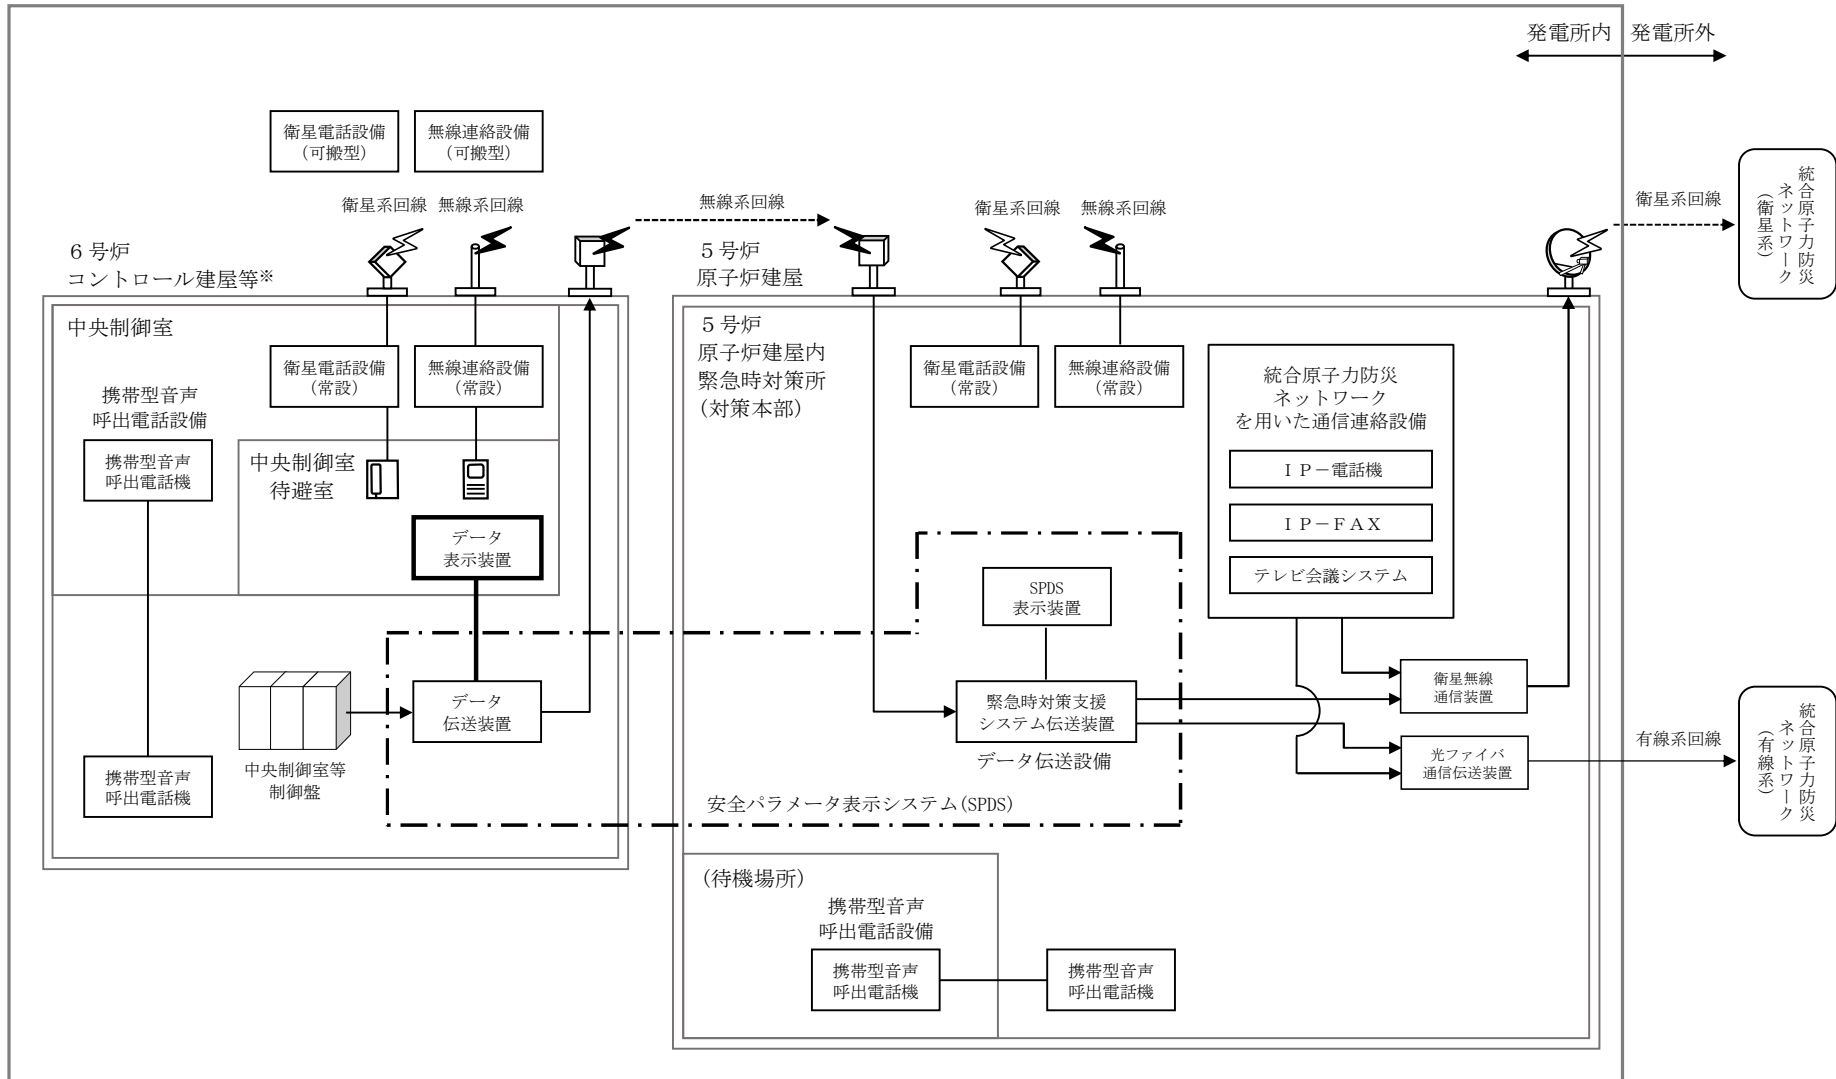 発電所内
発電所外
衛星電話設備
（可搬型）
無線連絡設備
（可搬型）
衛星系回線
無線系回線
無線系回線
衛星系回線
無線系回線
衛星系回線
統合原子力防災
ネットワーク
（衛星系）
６号炉
コントロール建屋等※
５号炉
原子炉建屋
中央制御室
衛星電話設備
（常設）
無線連絡設備
（常設）
携帯型音声
呼出電話設備
携帯型音声
呼出電話機
中央制御室
待避室
データ
表示装置
データ
伝送装置
中央制御室等
制御盤
携帯型音声
呼出電話機
５号炉
原子炉建屋内
緊急時対策所
（対策本部）
衛星電話設備
（常設）
無線連絡設備
（常設）
統合原子力防災
ネットワーク
を用いた通信連絡設備
ＩＰ－電話機
ＩＰ－ＦＡＸ
テレビ会議システム
SPDS
表示装置
緊急時対策支援
システム伝送装置
データ伝送設備
安全パラメータ表示システム(SPDS)
衛星無線
通信装置
光ファイバ
通信伝送装置
有線系回線
統合原子力防災
ネットワーク
（有線系）
（待機場所）
携帯型音声
呼出電話設備
携帯型音声
呼出電話機
携帯型音声
呼出電話機